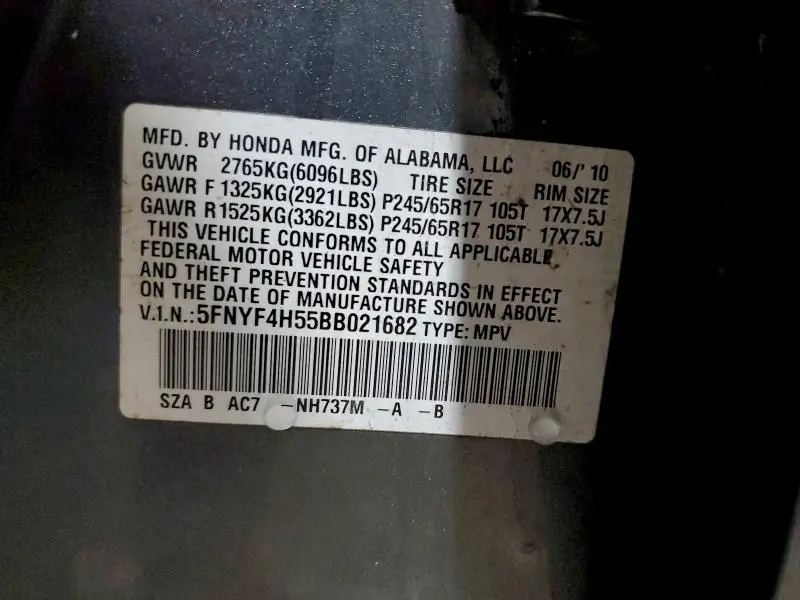 MFD. BY HONDA MFG. OF ALABAMA, LLC 06/'10
GVWR 2765KG(6096LBS) TIRE SIZE RIM SIZE
GAWR F 1325KG(2921LBS) P245/65R17 105T 17X7.5J
GAWR R 1525KG(3362LBS) P245/65R17 105T 17X7.5J
THIS VEHICLE CONFORMS TO ALL APPLICABLE
FEDERAL MOTOR VEHICLE SAFETY
AND THEFT PREVENTION STANDARDS IN EFFECT
ON THE DATE OF MANUFACTURE SHOWN ABOVE.
V.I.N.:5FNYF4H55BB021682 TYPE: MPV
SZA B AC7 -NH737M -A -B